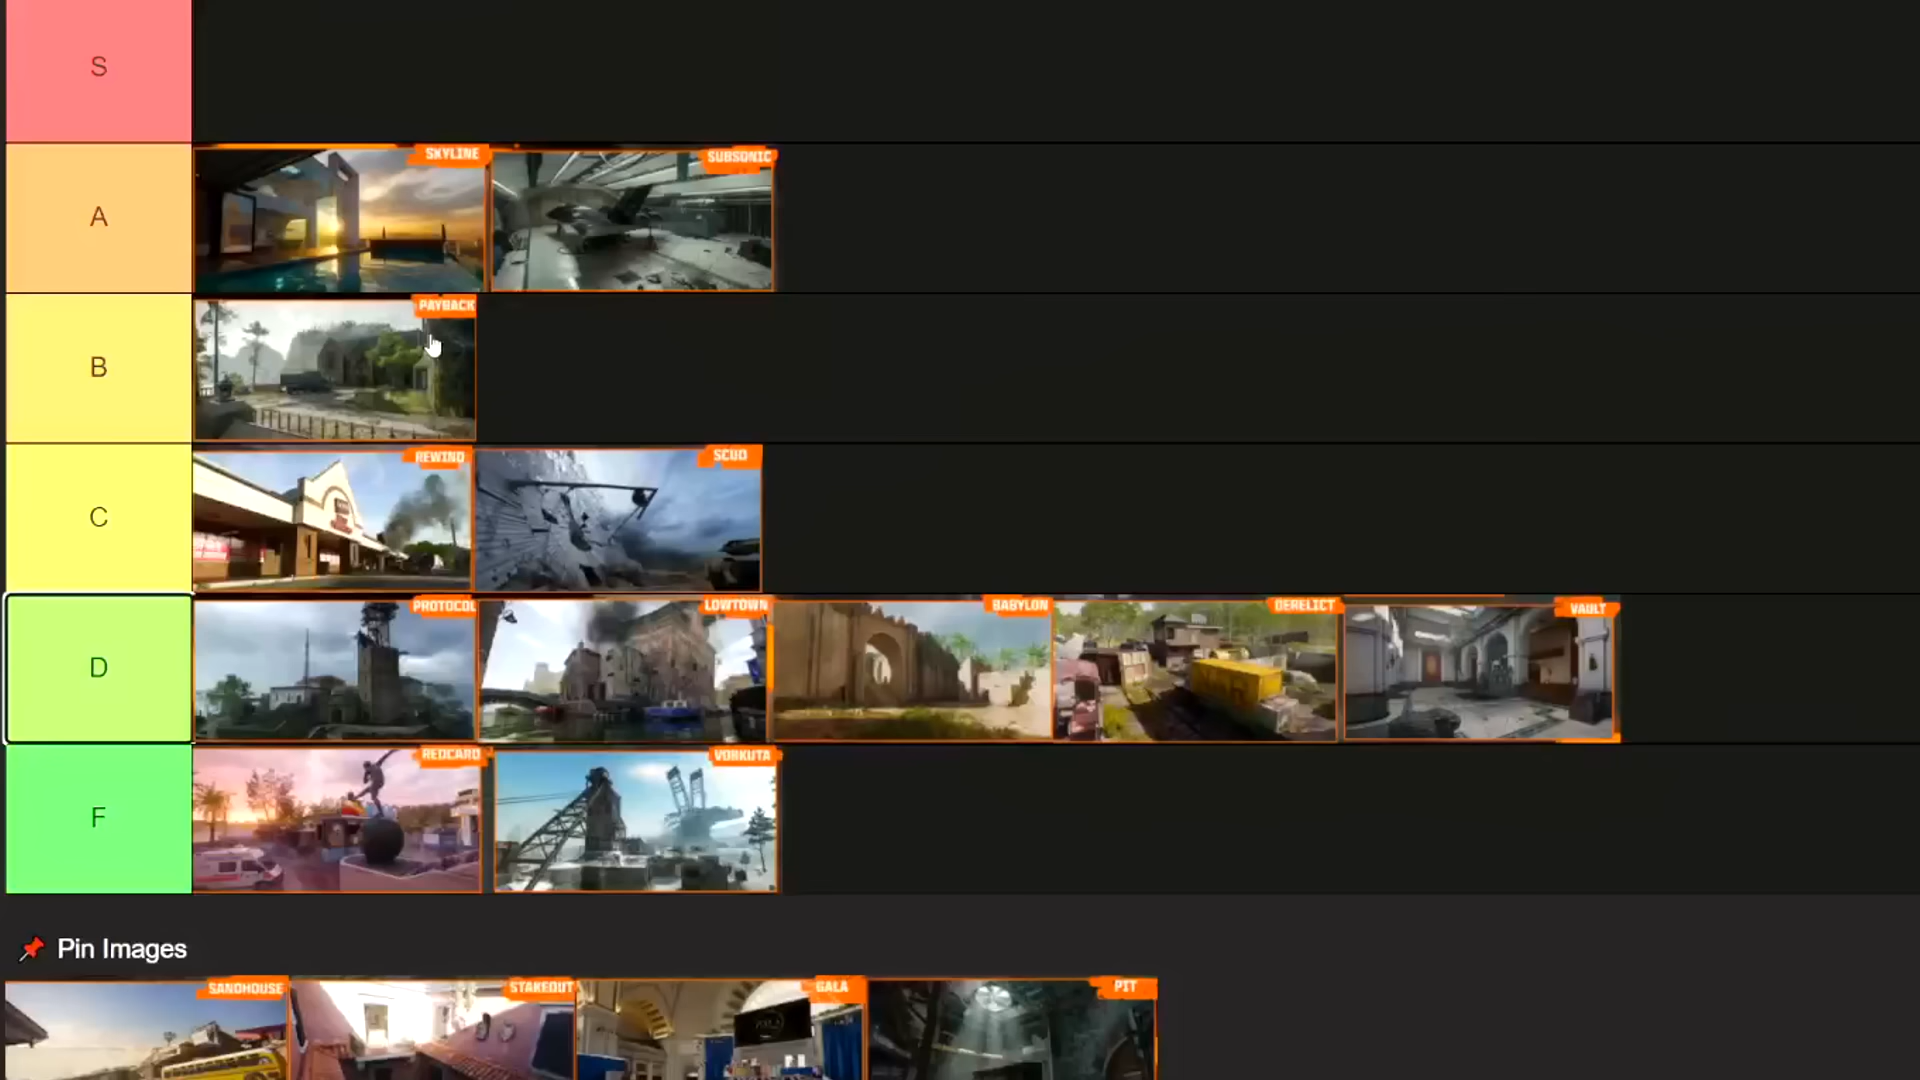 S
A
SKYLINE
SUBSONIC
B
PAYBACK
C
REWIND
SCUD
D
PROTOCOL
LOWTOWN
BABYLON
DERELICT
VAULT
F
REDCARD
VORKUTA
Pin Images
SANDHOUSE
STAKEOUT
GALA
PIT